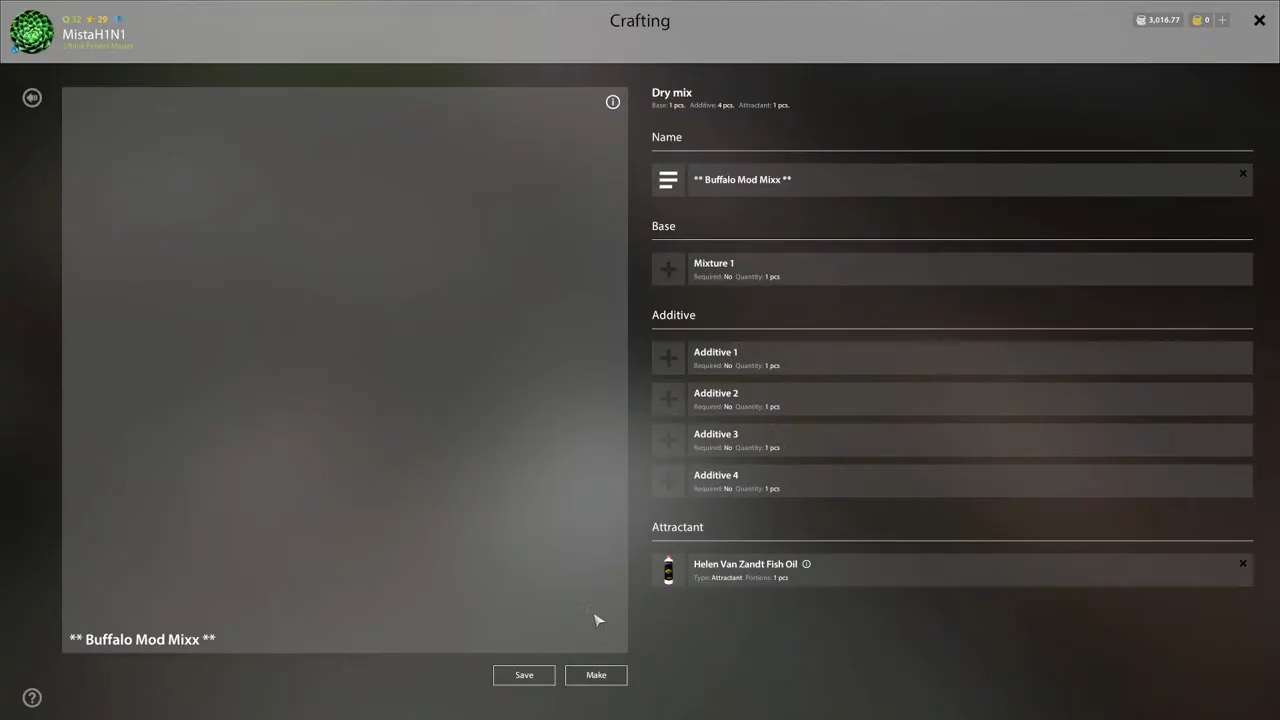 32 29
MistaH1N1
Crafting
3,016.77 0
Dry mix
Base: 1 pcs. Additive: 4 pcs. Attractant: 1 pcs.
Name
** Buffalo Mod Mixx **
Base
Mixture 1
Required: No Quantity: 1 pcs
Additive
Additive 1
Required: No Quantity: 1 pcs
Additive 2
Required: No Quantity: 1 pcs
Additive 3
Required: No Quantity: 1 pcs
Additive 4
Required: No Quantity: 1 pcs
Attractant
Helen Van Zandt Fish Oil
Type: Attractant Portions: 1 pcs
** Buffalo Mod Mixx **
Save Make